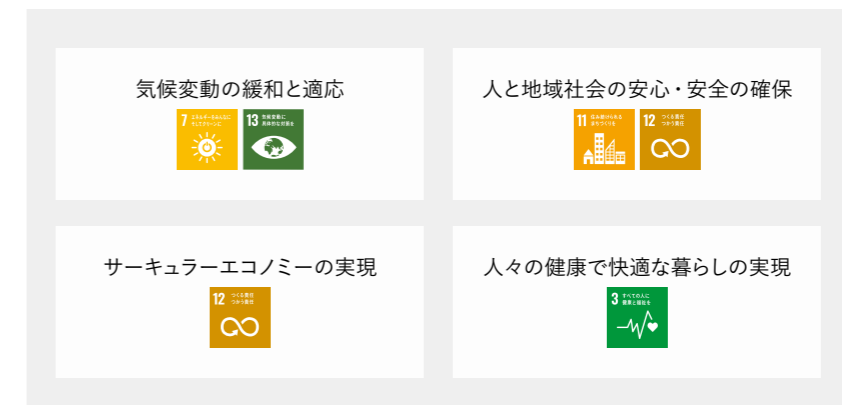 気候変動の緩和と適応
7 エネルギーをみんなに
そしてクリーンに
13 気候変動に
具体的な対策を
人と地域社会の安心・安全の確保
11 住み続けられる
まちづくりを
12 つくる責任
つかう責任
サーキュラーエコノミーの実現
12 つくる責任
つかう責任
人々の健康で快適な暮らしの実現
3 すべての人に
健康と福祉を